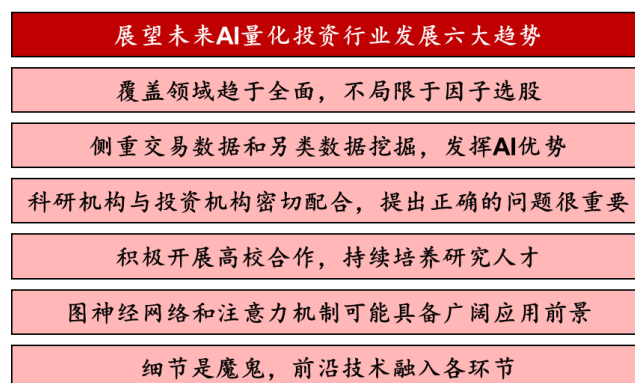 展望未来AI量化投资行业发展六大趋势
覆盖领域趋于全面，不局限于因子选股
侧重交易数据和另类数据挖掘，发挥AI优势
科研机构与投资机构密切配合，提出正确的问题很重要
积极开展高校合作，持续培养研究人才
图神经网络和注意力机制可能具备广阔应用前景
细节是魔鬼，前沿技术融入各环节